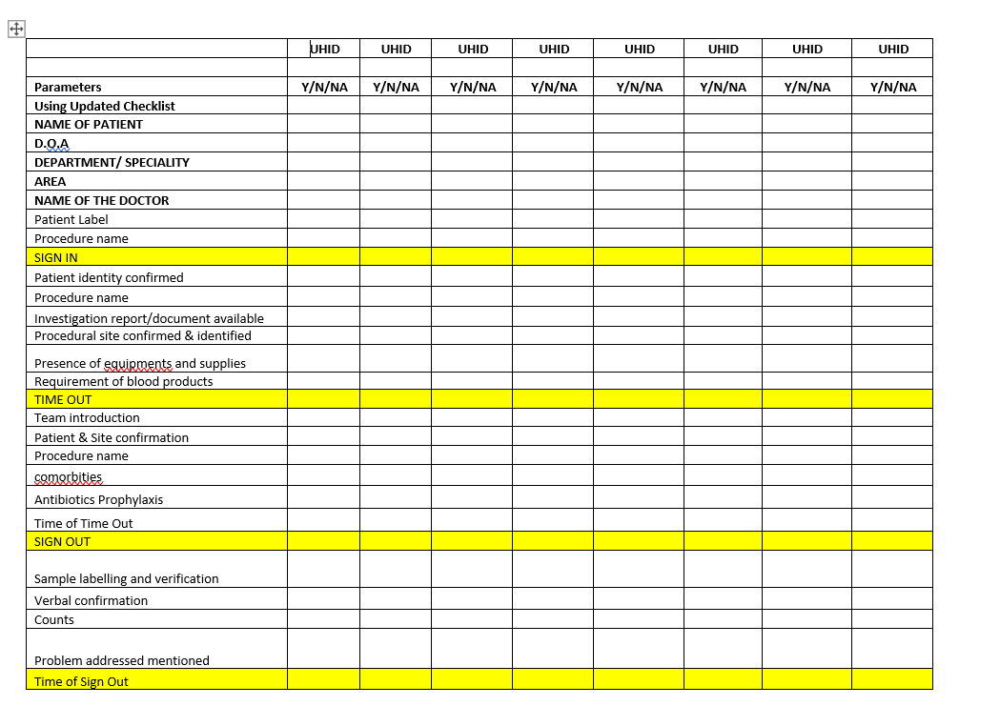 UHID UHID UHID UHID UHID UHID UHID UHID
Parameters Y/N/NA Y/N/NA Y/N/NA Y/N/NA Y/N/NA Y/N/NA Y/N/NA Y/N/NA
Using Updated Checklist
NAME OF PATIENT
D.O.A
DEPARTMENT/ SPECIALITY
AREA
NAME OF THE DOCTOR
Patient Label
Procedure name
SIGN IN
Patient identity confirmed
Procedure name
Investigation report/document available
Procedural site confirmed & identified
Presence of equipments and supplies
Requirement of blood products
TIME OUT
Team introduction
Patient & Site confirmation
Procedure name
comorbities
Antibiotics Prophylaxis
Time of Time Out
SIGN OUT
Sample labelling and verification
Verbal confirmation
Counts
Problem addressed mentioned
Time of Sign Out